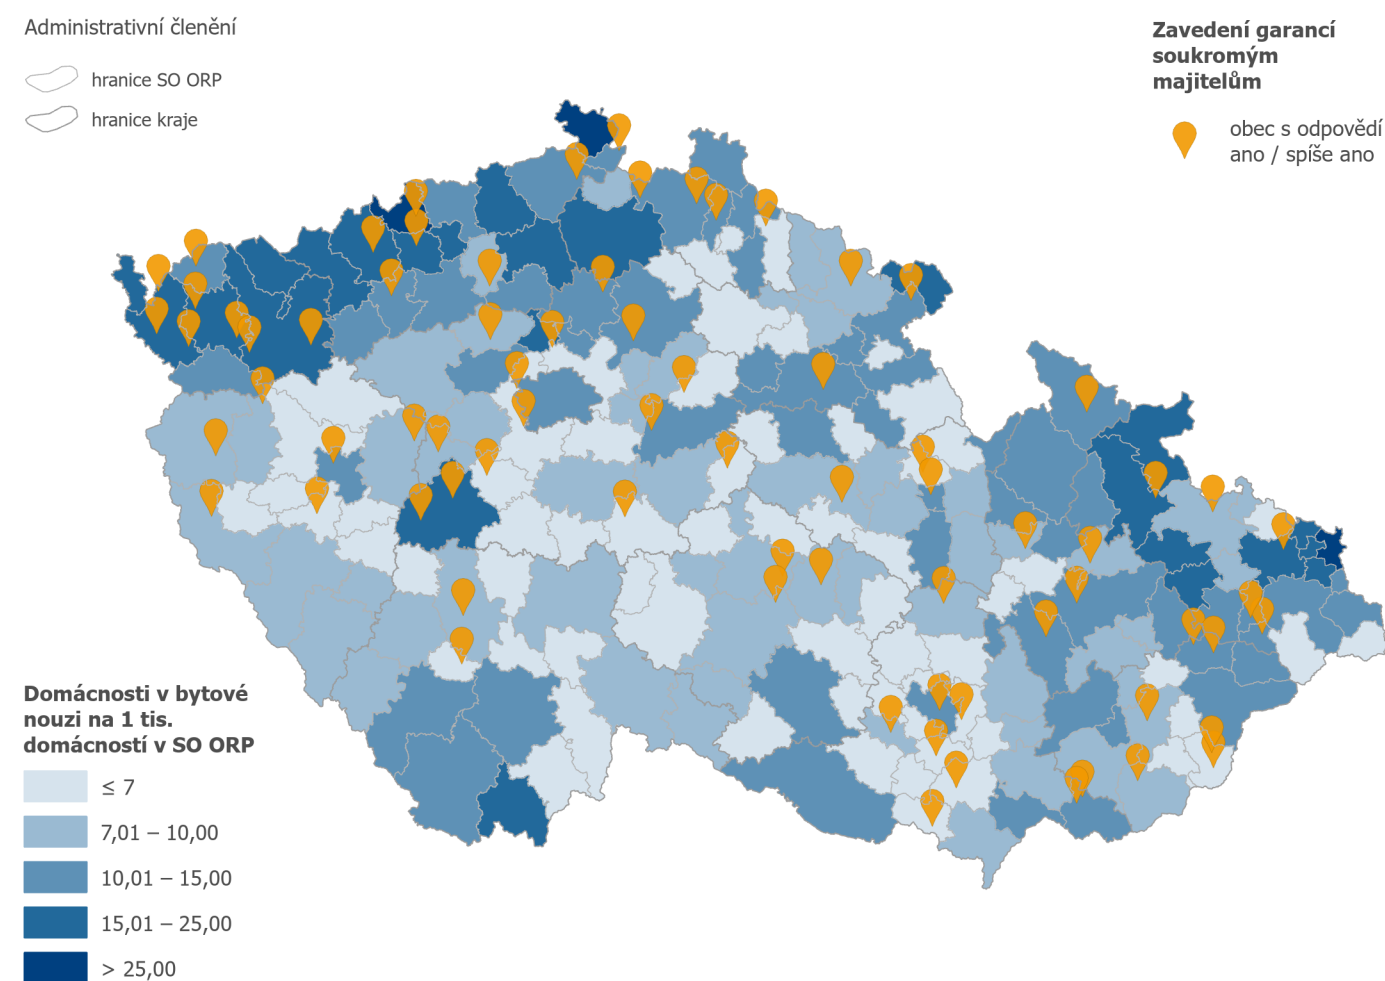 Administrativní členění
hranice SO ORP
hranice kraje
Zavedení garancí
soukromým
majitelům
obec s odpovědí
ano / spíše ano
Domácnosti v bytové
nouzi na 1 tis.
domácností v SO ORP
≤ 7
7,01 – 10,00
10,01 – 15,00
15,01 – 25,00
> 25,00